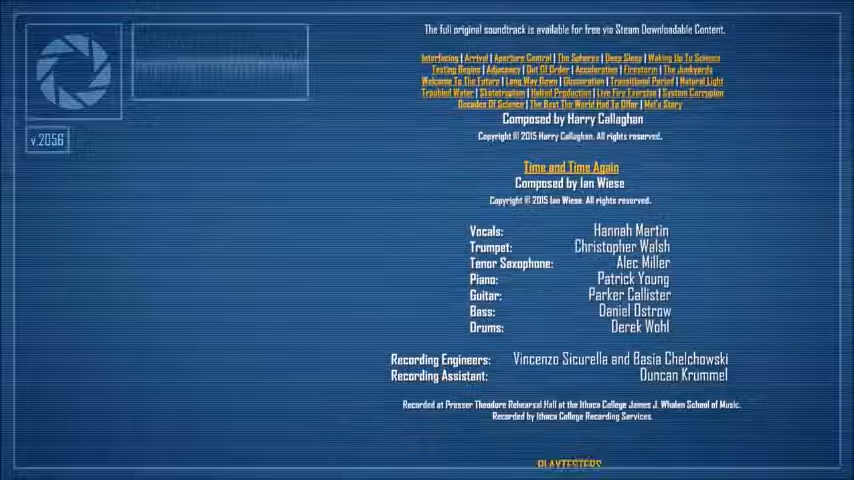 The full original soundtrack is available for free via Steam Downloadable Content.
Interfacing | Arrival | Aperture Control | The Spheres | Deep Sleep | Waking Up To Science
Testing Begins | Adjacency | Out Of Order | Acceleration | Firestorm | The Junkyards
Welcome To The Future | Long Way Down | Obscuration | Transitional Period | Natural Light
Troubled Water | Skototropism | Halted Production | Live Fire Exercise | System Corruption
Decades Of Science | The Best The World Had To Offer | Mel's Story
Composed by Harry Callaghan
Copyright © 2015 Harry Callaghan. All rights reserved.
v.2056
Time and Time Again
Composed by Ian Wiese
Copyright © 2015 Ian Wiese. All rights reserved.
Vocals: Hannah Martin
Trumpet: Christopher Walsh
Tenor Saxophone: Alec Miller
Piano: Patrick Young
Guitar: Parker Callister
Bass: Daniel Ostrow
Drums: Derek Wohl
Recording Engineers: Vincenzo Sicurella and Basia Chelchowski
Recording Assistant: Duncan Krummel
Recorded at Presser Theodore Rehearsal Hall at the Ithaca College James J. Whalen School of Music.
Recorded by Ithaca College Recording Services.
PLAYTESTERS